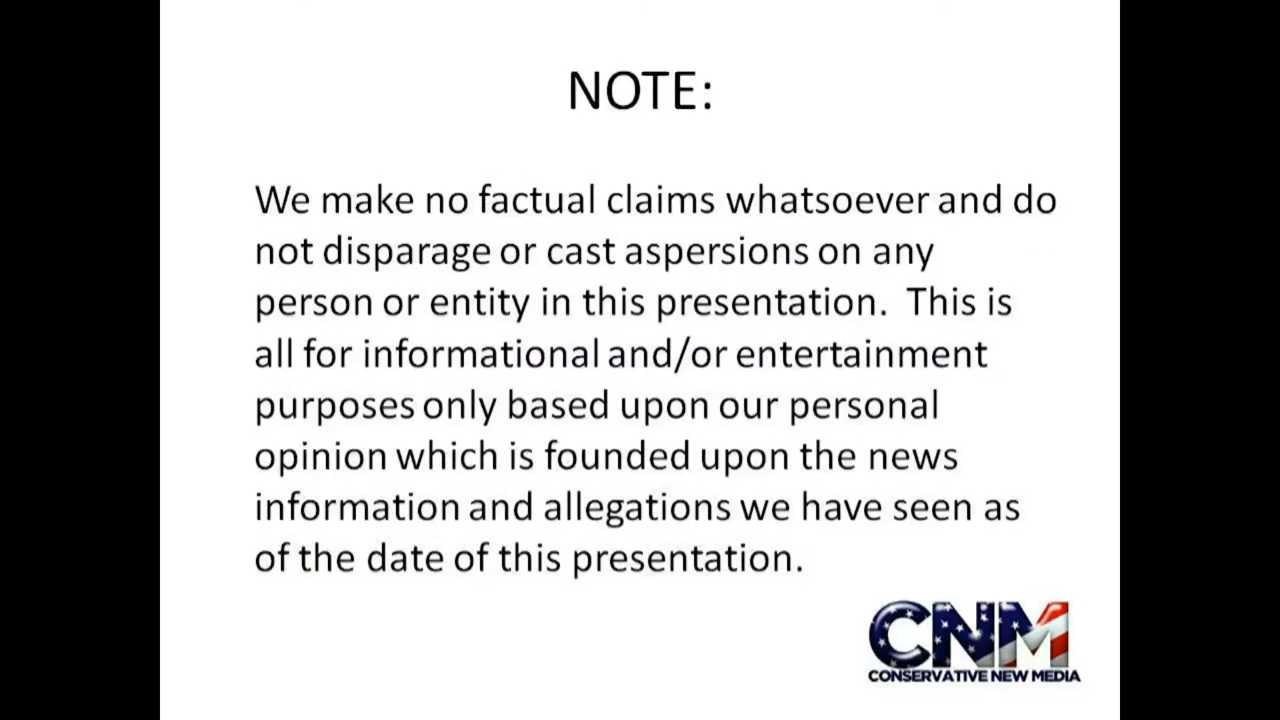 NOTE:
We make no factual claims whatsoever and do
not disparage or cast aspersions on any
person or entity in this presentation.  This is
all for informational and/or entertainment
purposes only based upon our personal
opinion which is founded upon the news
information and allegations we have seen as
of the date of this presentation.
CNM
CONSERVATIVE NEW MEDIA